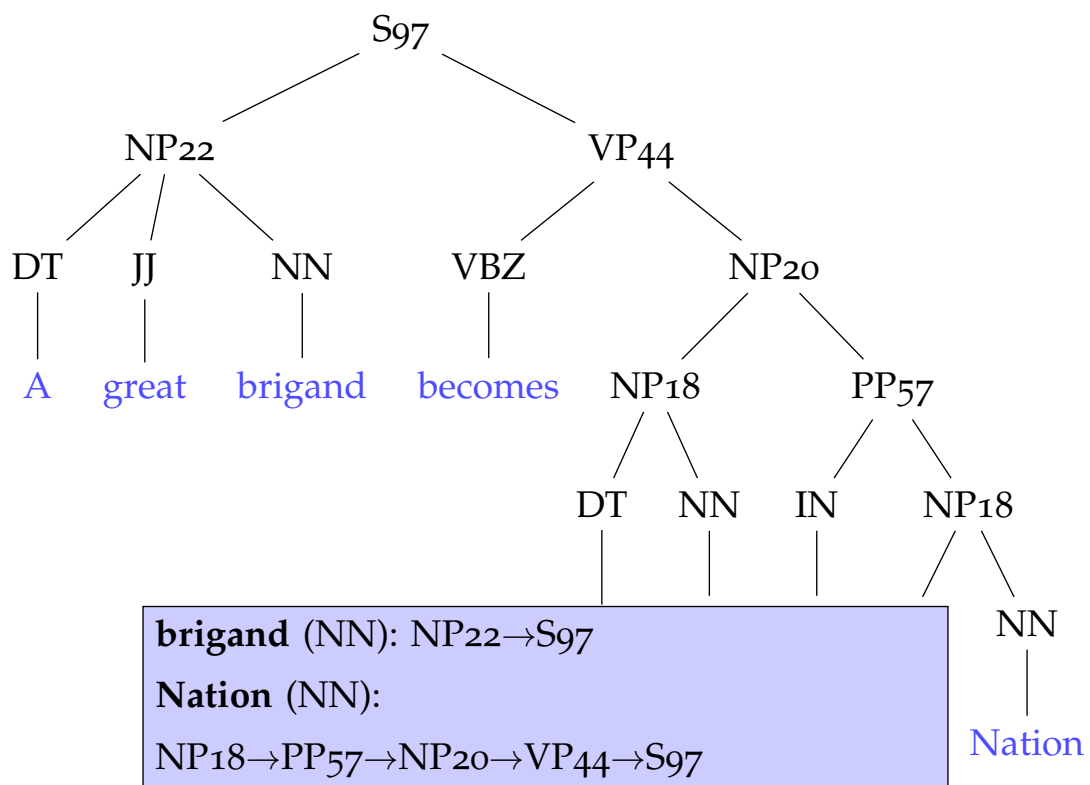 S97
NP22 VP44
DT JJ NN VBZ NP20
A great brigand becomes NP18 PP57
DT NN IN NP18
brigand (NN): NP22→S97 NN
Nation (NN):
NP18→PP57→NP20→VP44→S97 Nation